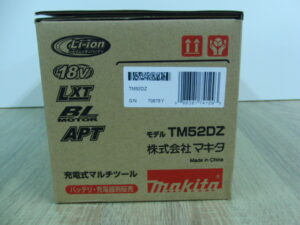 Li-ion
18V
LXT
BL
MOTOR
APT
TM52DZ
S/N 70879Y
モデル TM52DZ
株式会社 マキタ
Made in China
充電式マルチツール
バッテリ・充電器別販売
makita